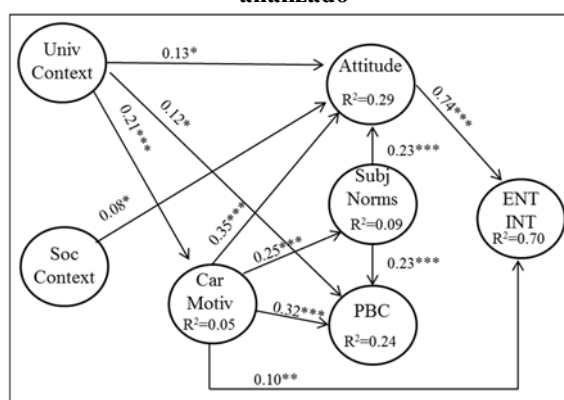 analizado
Univ
Context
0.13*
Attitude
R²=0.29
0.74***
0.12*
0.21***
0.23***
Subj
Norms
R²=0.09
ENT
INT
R²=0.70
0.08*
0.35***
0.25***
0.23***
Soc
Context
Car
Motiv
R²=0.05
0.32***
PBC
R²=0.24
0.10**